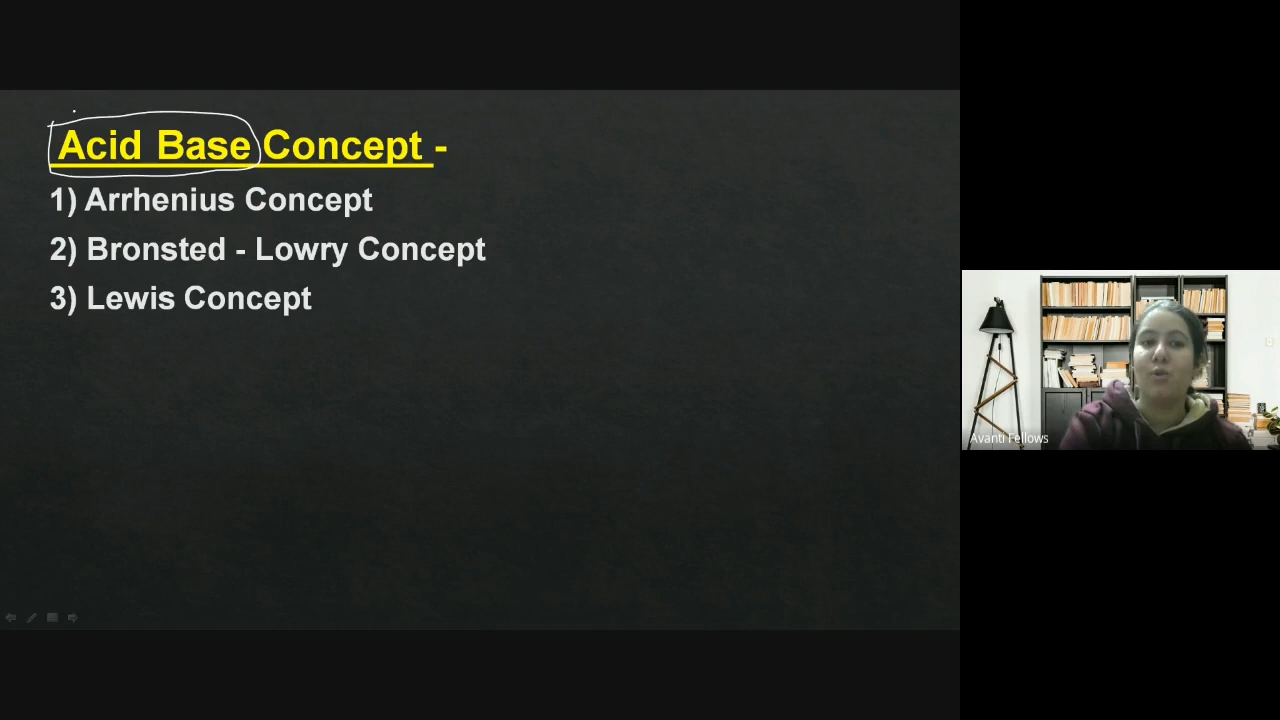 Acid Base Concept -
1) Arrhenius Concept
2) Bronsted - Lowry Concept
3) Lewis Concept
Avanti Fellows